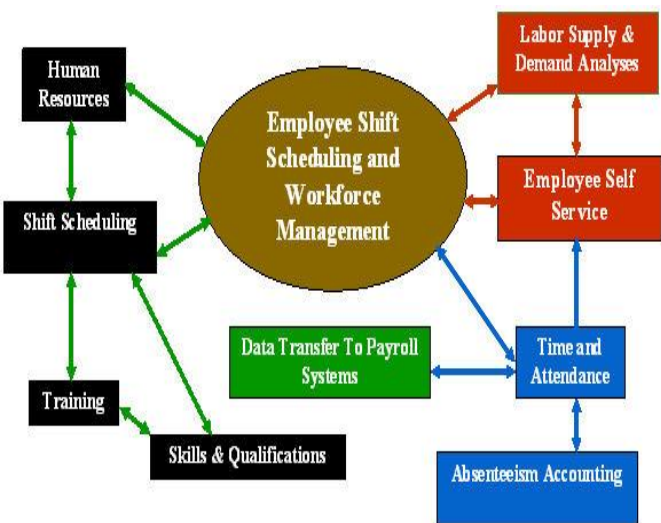 Human
Resources
Shift Scheduling
Training
Skills & Qualifications
Employee Shift
Scheduling and
Workforce
Management
Labor Supply &
Demand Analyses
Employee Self
Service
Data Transfer To Payroll
Systems
Time and
Attendance
Absenteeism Accounting